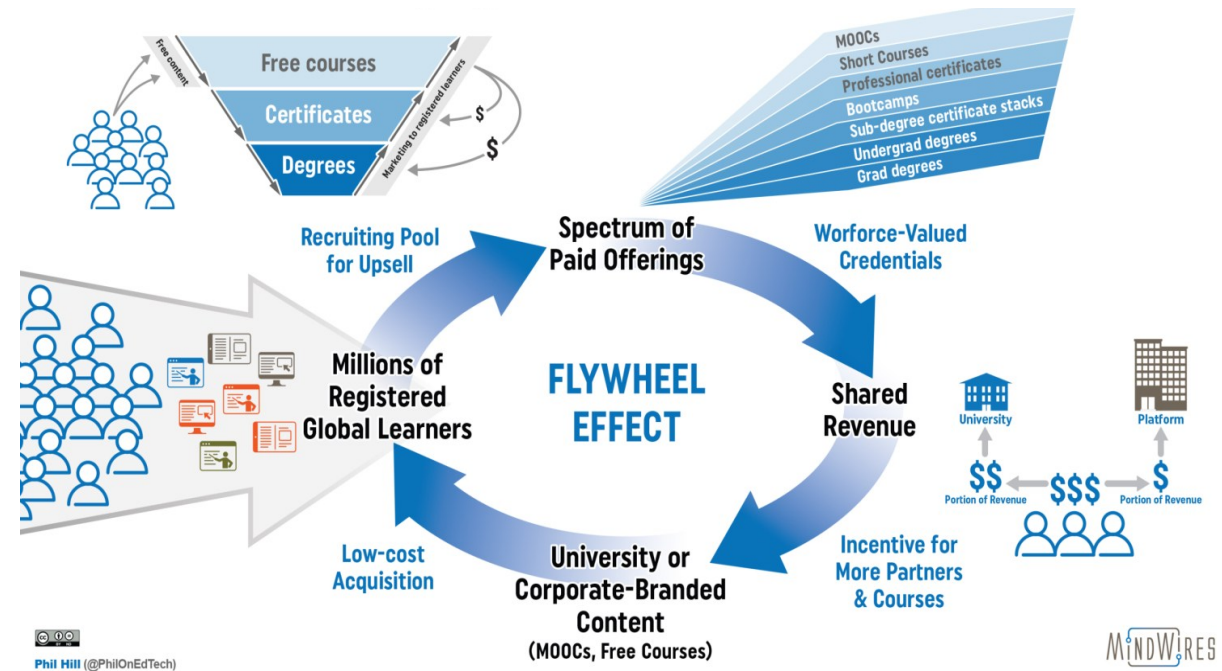 Free content
Free courses
Certificates
Degrees
Marketing to registered learners
$
$
MOOCs
Short Courses
Professional certificates
Bootcamps
Sub-degree certificate stacks
Undergrad degrees
Grad degrees
Recruiting Pool
for Upsell
Spectrum of
Paid Offerings
Worforce-Valued
Credentials
Millions of
Registered
Global Learners
FLYWHEEL
EFFECT
Shared
Revenue
University
Platform
$$
$$$
$
Portion of Revenue
Portion of Revenue
Low-cost
Acquisition
University or
Corporate-Branded
Content
(MOOCs, Free Courses)
Incentive for
More Partners
& Courses
cc
Phil Hill (@PhilOnEdTech)
MINDWIRES